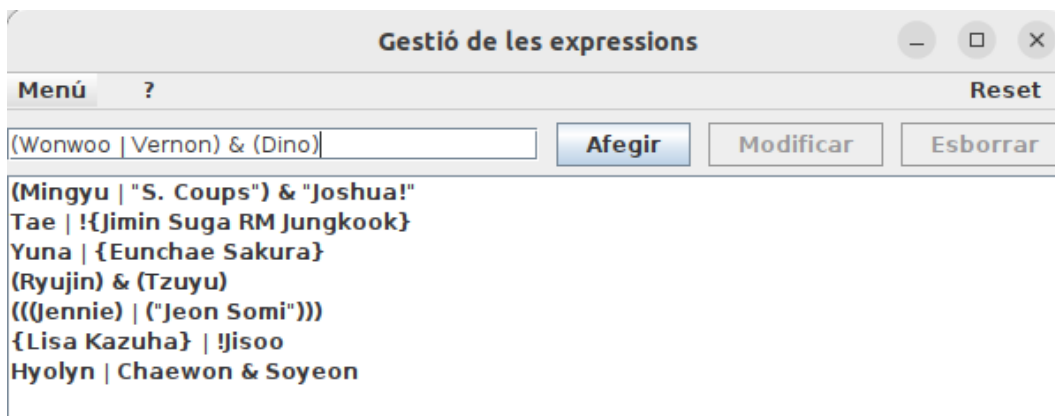 Gestió de les expressions
Menú ? Reset
(Wonwoo | Vernon) & (Dino) Afegir Modificar Esborrar
(Mingyu | "S. Coups") & "Joshua!"
Tae | !{Jimin Suga RM Jungkook}
Yuna | {Eunchae Sakura}
(Ryujin) & (Tzuyu)
(((Jennie) | ("Jeon Somi")))
{Lisa Kazuha} | !Jisoo
Hyolyn | Chaewon & Soyeon